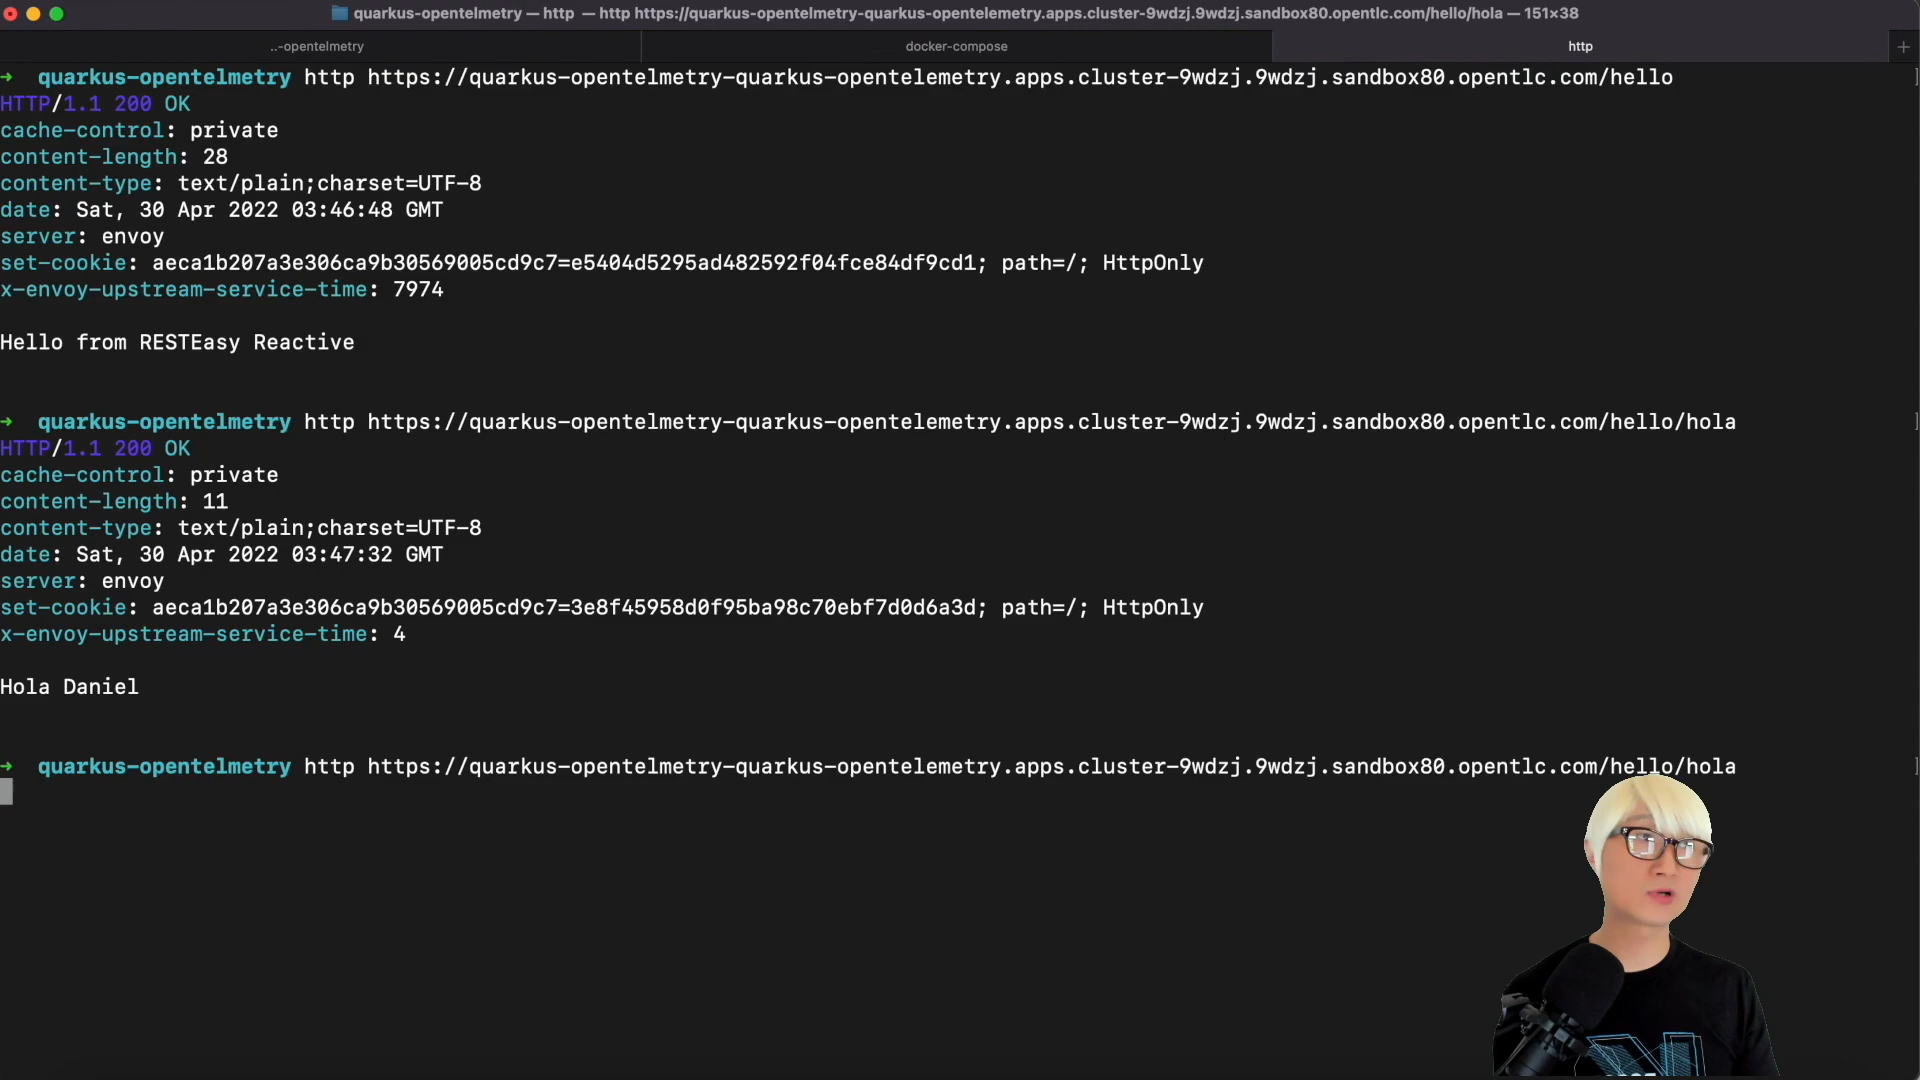 quarkus-opentelmetry — http — http https://quarkus-opentelmetry-quarkus-opentelemetry.apps.cluster-9wdzj.9wdzj.sandbox80.opentlc.com/hello/hola — 151×38
..-opentelmetry
docker-compose
http
+
➜ quarkus-opentelmetry http https://quarkus-opentelmetry-quarkus-opentelemetry.apps.cluster-9wdzj.9wdzj.sandbox80.opentlc.com/hello
HTTP/1.1 200 OK
cache-control: private
content-length: 28
content-type: text/plain;charset=UTF-8
date: Sat, 30 Apr 2022 03:46:48 GMT
server: envoy
set-cookie: aeca1b207a3e306ca9b30569005cd9c7=e5404d5295ad482592f04fce84df9cd1; path=/; HttpOnly
x-envoy-upstream-service-time: 7974
Hello from RESTEasy Reactive
➜ quarkus-opentelmetry http https://quarkus-opentelmetry-quarkus-opentelemetry.apps.cluster-9wdzj.9wdzj.sandbox80.opentlc.com/hello/hola
HTTP/1.1 200 OK
cache-control: private
content-length: 11
content-type: text/plain;charset=UTF-8
date: Sat, 30 Apr 2022 03:47:32 GMT
server: envoy
set-cookie: aeca1b207a3e306ca9b30569005cd9c7=3e8f45958d0f95ba98c70ebf7d0d6a3d; path=/; HttpOnly
x-envoy-upstream-service-time: 4
Hola Daniel
➜ quarkus-opentelmetry http https://quarkus-opentelmetry-quarkus-opentelemetry.apps.cluster-9wdzj.9wdzj.sandbox80.opentlc.com/hello/hola